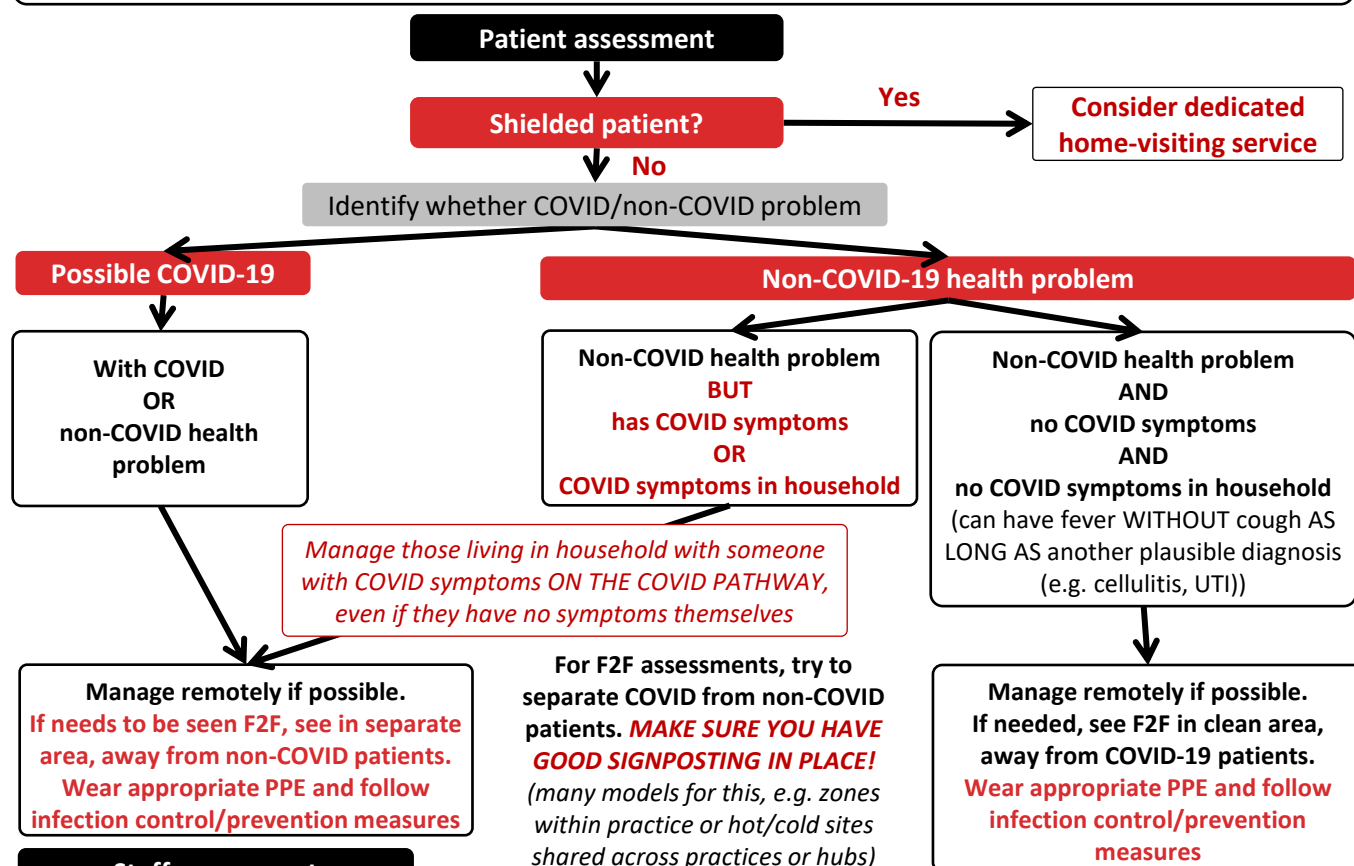 Patient assessment
Shielded patient?
Yes
Consider dedicated
home-visiting service
No
Identify whether COVID/non-COVID problem
Possible COVID-19
Non-COVID-19 health problem
With COVID
OR
non-COVID health
problem
Non-COVID health problem
BUT
has COVID symptoms
OR
COVID symptoms in household
Non-COVID health problem
AND
no COVID symptoms
AND
no COVID symptoms in household
(can have fever WITHOUT cough AS
LONG AS another plausible diagnosis
(e.g. cellulitis, UTI))
Manage those living in household with someone
with COVID symptoms ON THE COVID PATHWAY,
even if they have no symptoms themselves
Manage remotely if possible.
If needs to be seen F2F, see in separate
area, away from non-COVID patients.
Wear appropriate PPE and follow
infection control/prevention measures
For F2F assessments, try to
separate COVID from non-COVID
patients. MAKE SURE YOU HAVE
GOOD SIGNPOSTING IN PLACE!
(many models for this, e.g. zones
within practice or hot/cold sites
shared across practices or hubs)
Manage remotely if possible.
If needed, see F2F in clean area,
away from COVID-19 patients.
Wear appropriate PPE and follow
infection control/prevention
measures